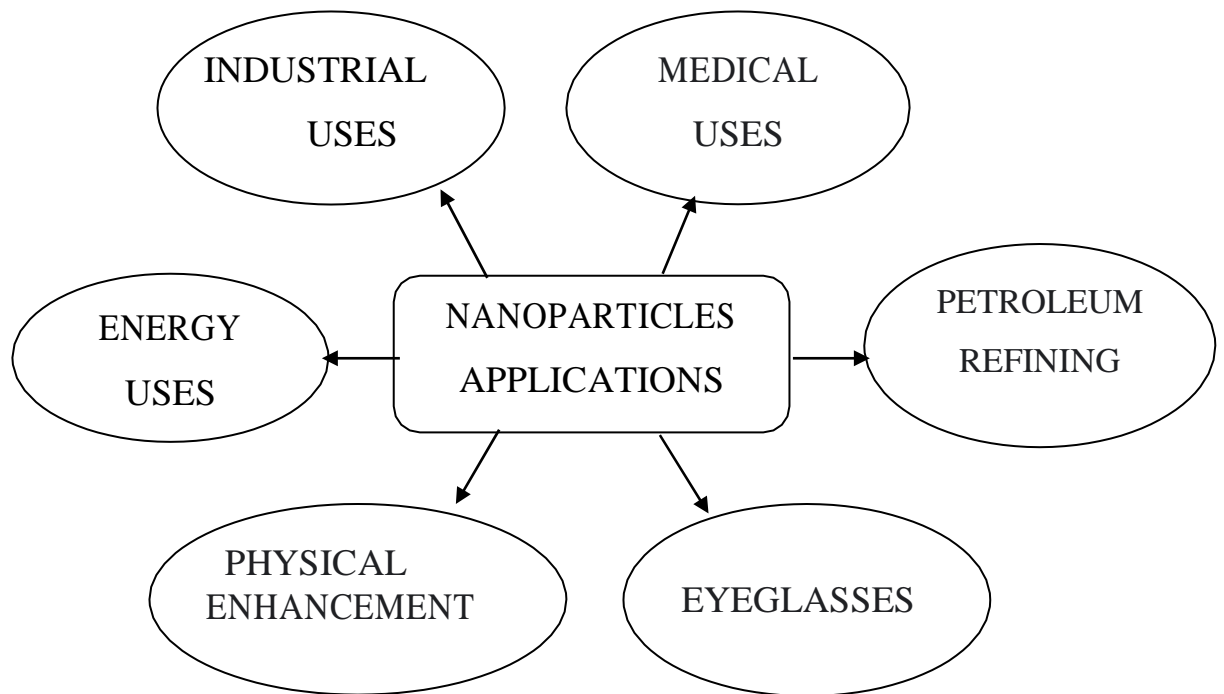 INDUSTRIAL
USES
MEDICAL
USES
ENERGY
USES
NANOPARTICLES
APPLICATIONS
PETROLEUM
REFINING
PHYSICAL
ENHANCEMENT
EYEGLASSES